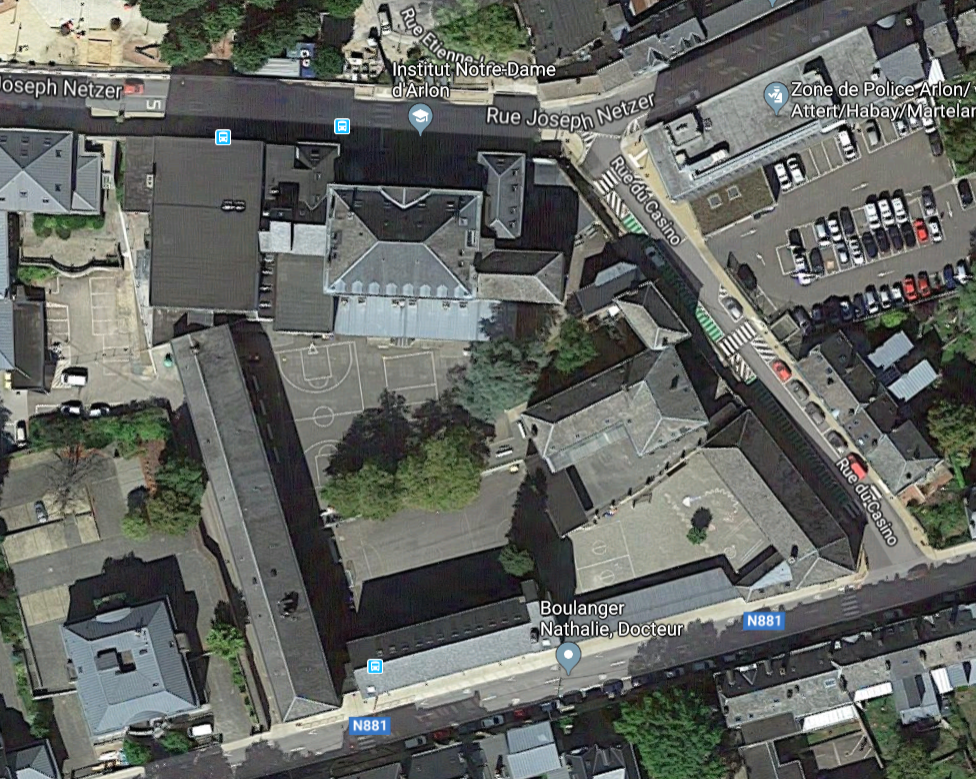 Rue Etienne
Institut Notre-Dame
d'Arlon
Joseph Netzer
Rue Joseph Netzer
Zone de Police Arlon/
Attert/Habay/Martelan
Rue du Casino
Rue du Casino
Boulanger
Nathalie, Docteur
N881
N881